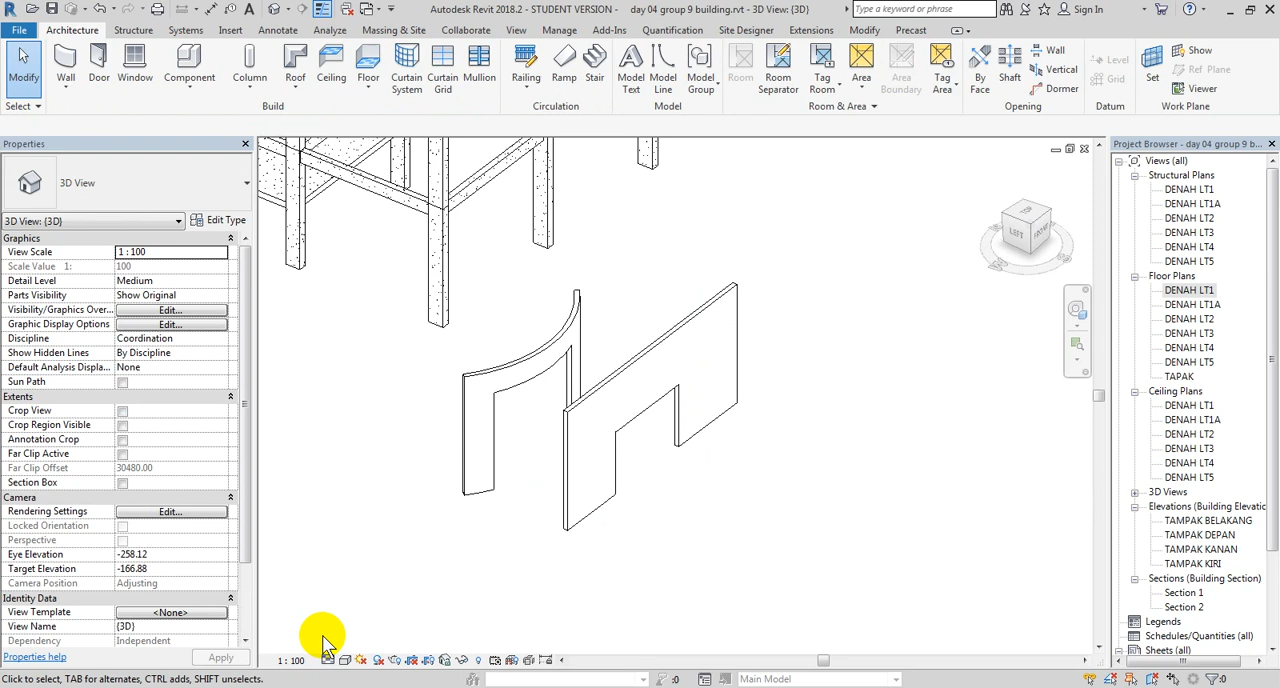 Autodesk Revit 2018.2 - STUDENT VERSION - day 04 group 9 building.rvt - 3D View: {3D}
Type a keyword or phrase
Sign In
File Architecture Structure Systems Insert Annotate Analyze Massing & Site Collaborate View Manage Add-Ins Quantification Site Designer Extensions Modify Precast
Modify Wall Door Window Component Column Roof Ceiling Floor Curtain System Curtain Grid Mullion Railing Ramp Stair Model Text Model Line Model Group Room Room Separator Tag Room Area Area Boundary Tag Area By Face Shaft Wall Vertical Dormer Level Grid Set Show Ref Plane Viewer
Select Build Circulation Model Room & Area Opening Datum Work Plane
Properties
3D View
3D View: {3D} Edit Type
Graphics
View Scale 1 : 100
Scale Value 1: 100
Detail Level Medium
Parts Visibility Show Original
Visibility/Graphics Over... Edit...
Graphic Display Options Edit...
Discipline Coordination
Show Hidden Lines By Discipline
Default Analysis Displa... None
Sun Path
Extents
Crop View
Crop Region Visible
Annotation Crop
Far Clip Active
Far Clip Offset 30480.00
Section Box
Camera
Rendering Settings Edit...
Locked Orientation
Perspective
Eye Elevation -258.12
Target Elevation -166.88
Camera Position Adjusting
Identity Data
View Template <None>
View Name {3D}
Dependency Independent
Properties help Apply
TOP
LEFT
FRONT
1 : 100
Project Browser - day 04 group 9 b...
Views (all)
Structural Plans
DENAH LT1
DENAH LT1A
DENAH LT2
DENAH LT3
DENAH LT4
DENAH LT5
Floor Plans
DENAH LT1
DENAH LT1A
DENAH LT2
DENAH LT3
DENAH LT4
DENAH LT5
TAPAK
Ceiling Plans
DENAH LT1
DENAH LT1A
DENAH LT2
DENAH LT3
DENAH LT4
DENAH LT5
3D Views
Elevations (Building Elevatic
TAMPAK BELAKANG
TAMPAK DEPAN
TAMPAK KANAN
TAMPAK KIRI
Sections (Building Section)
Section 1
Section 2
Legends
Schedules/Quantities (all)
Sheets (all)
Click to select, TAB for alternates, CTRL adds, SHIFT unselects.
:0
Main Model
:0